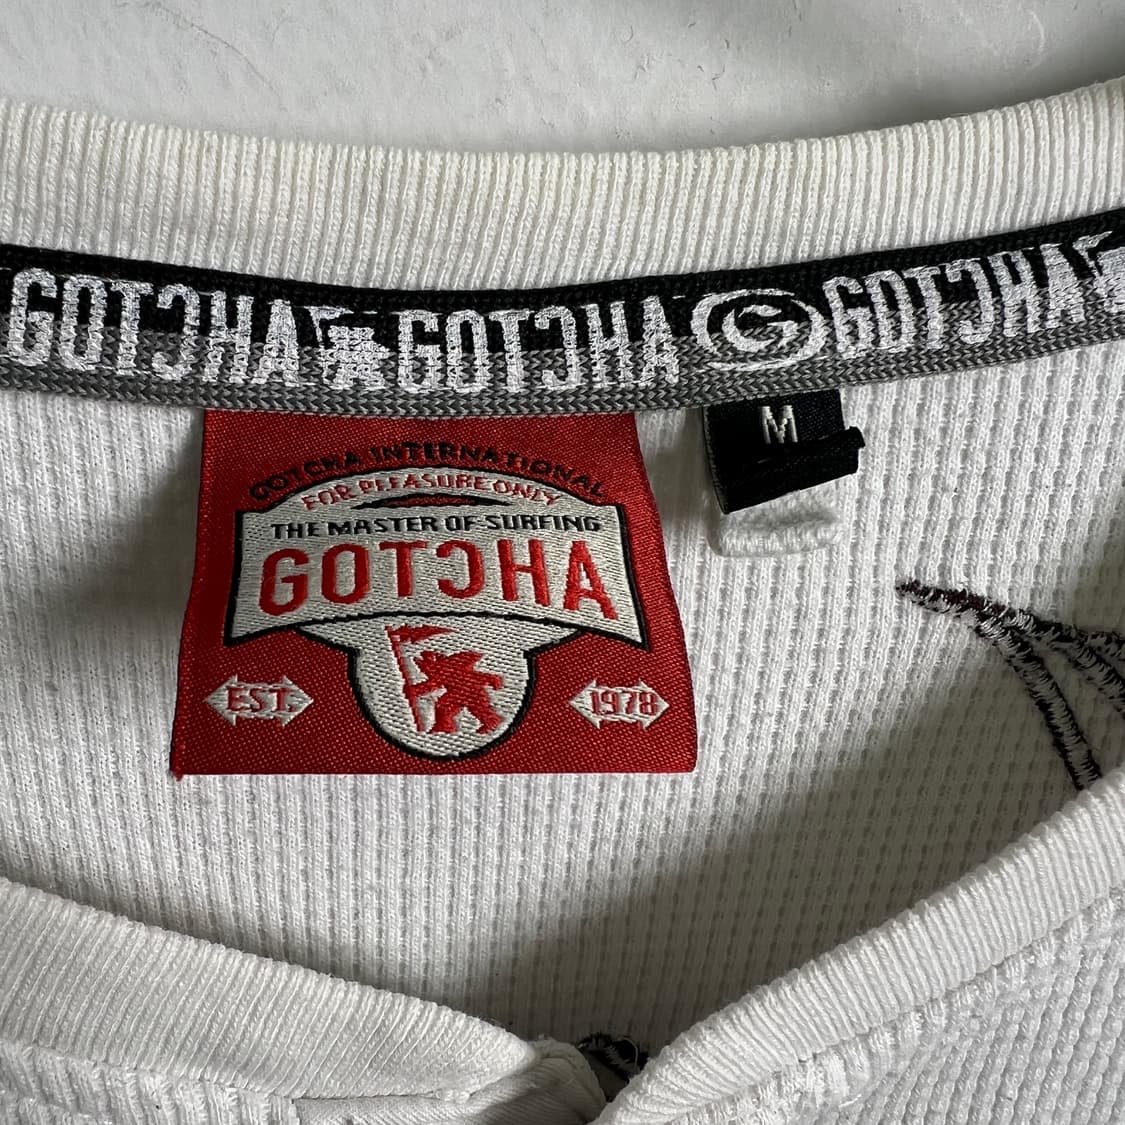 GOTCHA GOTCHA G GOTCHA
M
GOTCHA INTERNATIONAL
FOR PLEASURE ONLY
THE MASTER OF SURFING
GOTCHA
EST. 1978